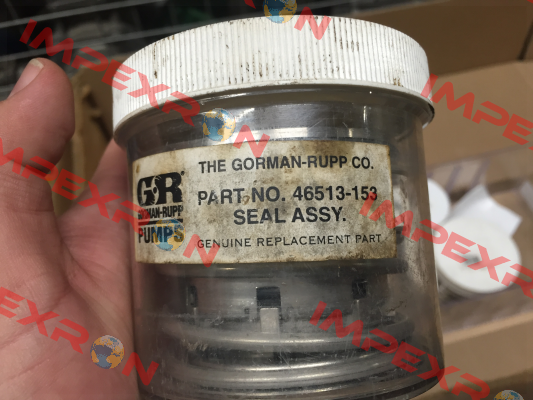 THE GORMAN-RUPP CO.
GR
GORMAN-RUPP
PUMPS
PART NO. 46513-153
SEAL ASSY.
GENUINE REPLACEMENT PART
IMPEXRON
IMPEXRON
IMPEXRON
IMPEXRON
IMPEXRON